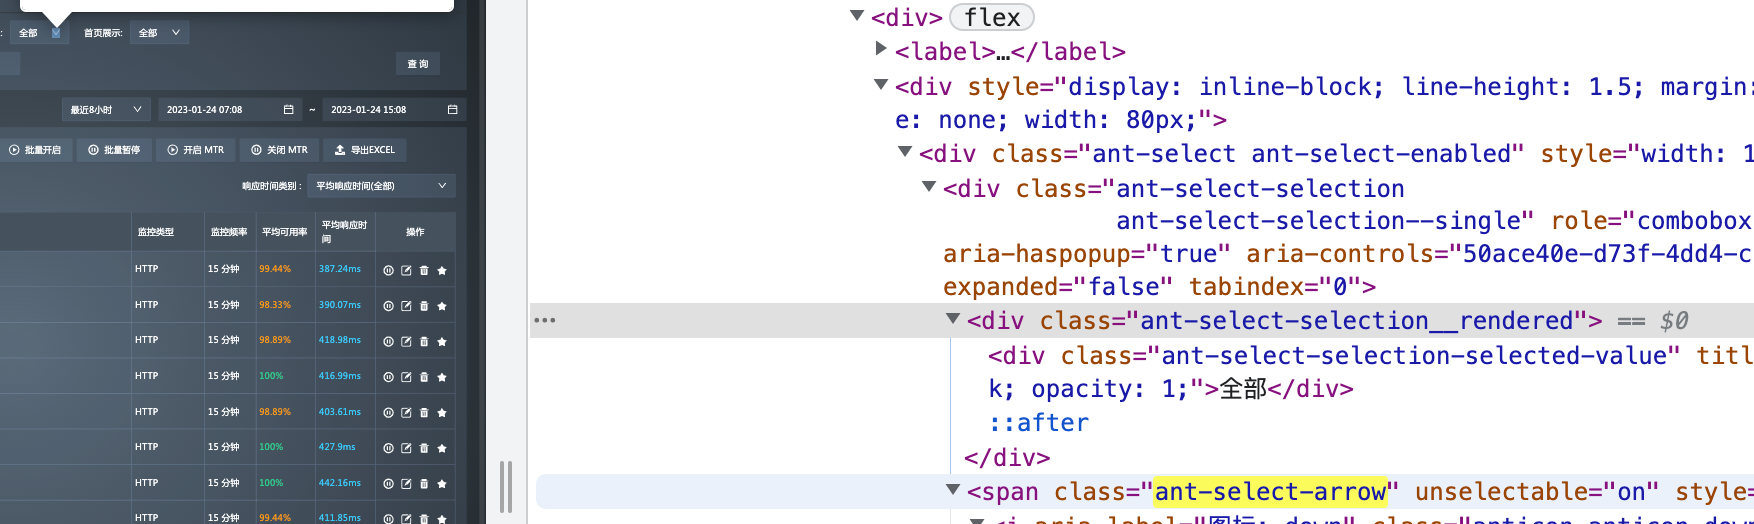 : 全部 首页展示: 全部
查 询
最近8小时 2023-01-24 07:08 ~ 2023-01-24 15:08
批量开启 批量暂停 开启 MTR 关闭 MTR 导出EXCEL
响应时间类别 : 平均响应时间(全部)
监控类型 监控频率 平均可用率 平均响应时间 操作
HTTP 15 分钟 99.44% 387.24ms
HTTP 15 分钟 98.33% 390.07ms
HTTP 15 分钟 98.89% 418.98ms
HTTP 15 分钟 100% 416.99ms
HTTP 15 分钟 98.89% 403.61ms
HTTP 15 分钟 100% 427.9ms
HTTP 15 分钟 100% 442.16ms
HTTP 15 分钟 99.44% 411.85ms
<div> flex
<label>…</label>
<div style="display: inline-block; line-height: 1.5; margin:
e: none; width: 80px;">
<div class="ant-select ant-select-enabled" style="width: 1
<div class="ant-select-selection
ant-select-selection--single" role="combobox
aria-haspopup="true" aria-controls="50ace40e-d73f-4dd4-c
expanded="false" tabindex="0">
<div class="ant-select-selection__rendered"> == $0
<div class="ant-select-selection-selected-value" titl
k; opacity: 1;">全部</div>
::after
</div>
<span class="ant-select-arrow" unselectable="on" style=
<i aria-label="图标: down" class="anticon anticon-down